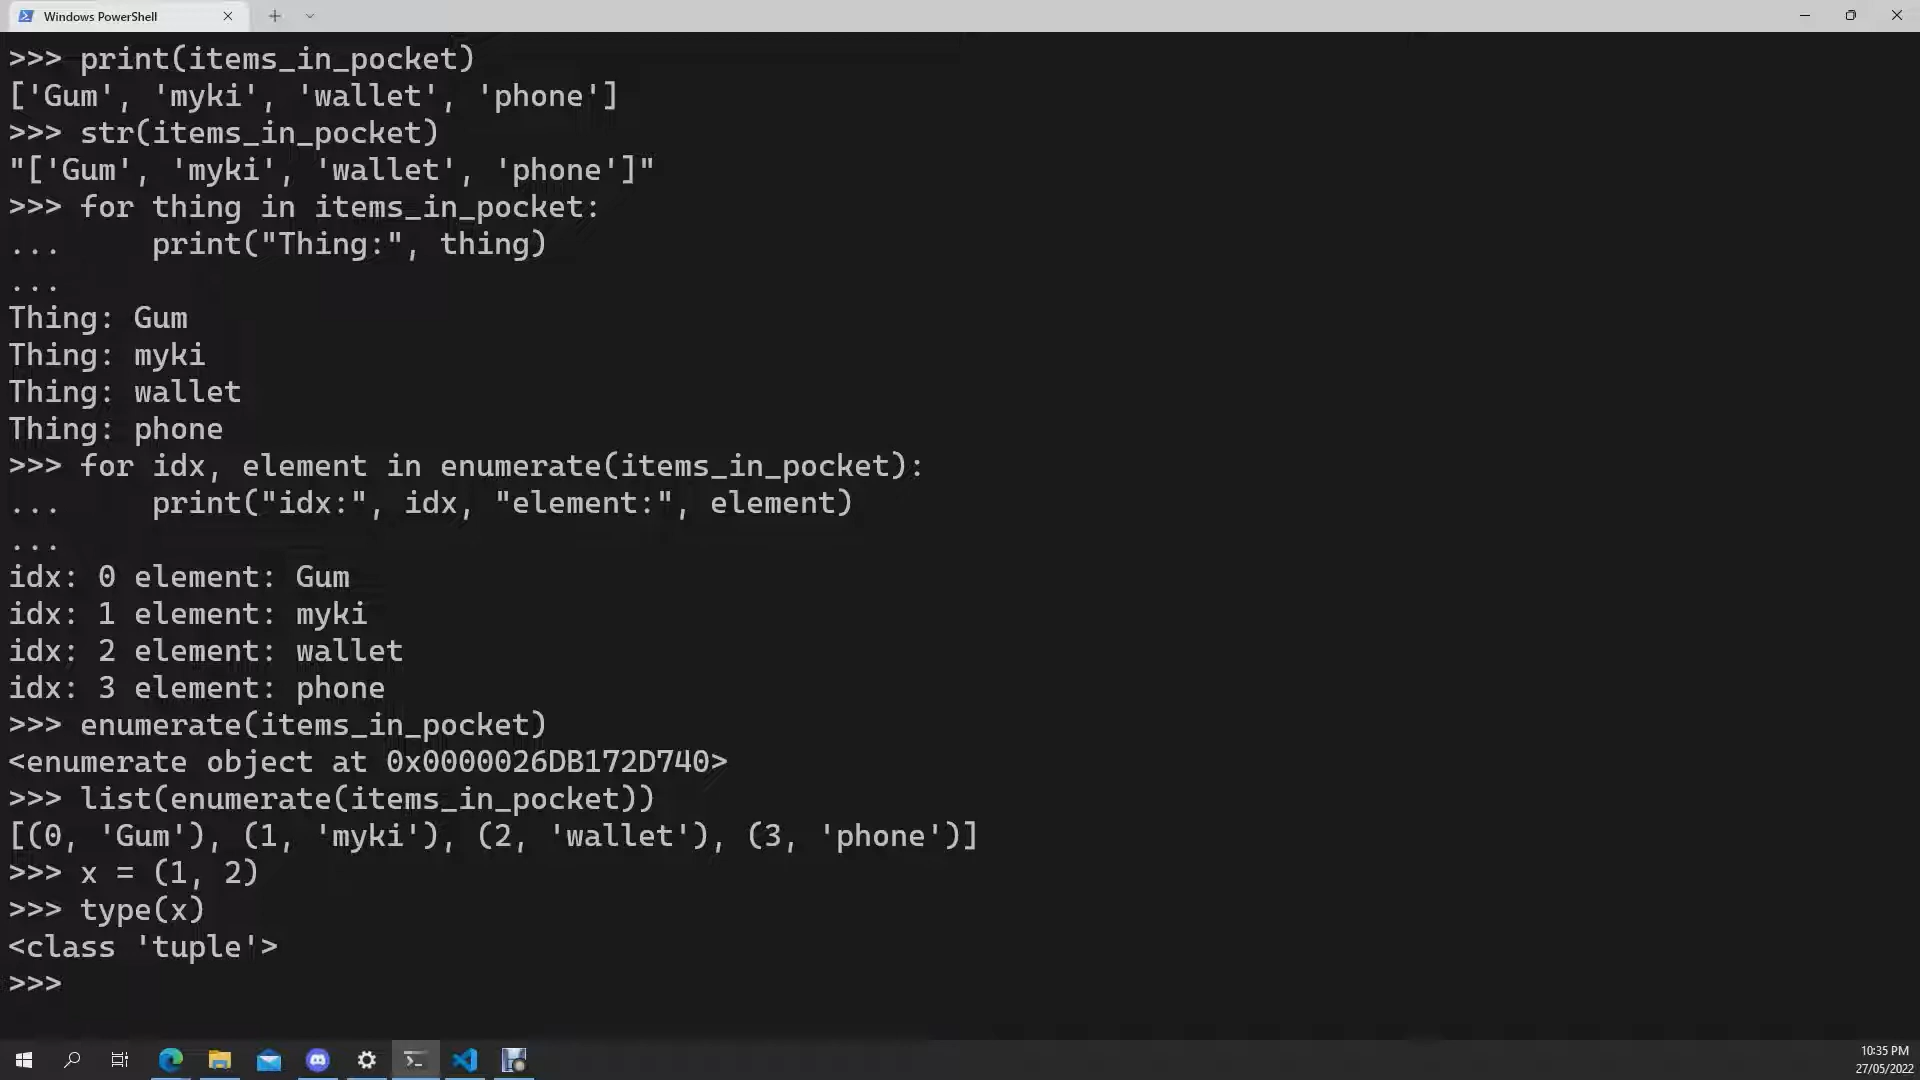 Windows PowerShell
>>> print(items_in_pocket)
['Gum', 'myki', 'wallet', 'phone']
>>> str(items_in_pocket)
"['Gum', 'myki', 'wallet', 'phone']"
>>> for thing in items_in_pocket:
...     print("Thing:", thing)
...
Thing: Gum
Thing: myki
Thing: wallet
Thing: phone
>>> for idx, element in enumerate(items_in_pocket):
...     print("idx:", idx, "element:", element)
...
idx: 0 element: Gum
idx: 1 element: myki
idx: 2 element: wallet
idx: 3 element: phone
>>> enumerate(items_in_pocket)
<enumerate object at 0x0000026DB172D740>
>>> list(enumerate(items_in_pocket))
[(0, 'Gum'), (1, 'myki'), (2, 'wallet'), (3, 'phone')]
>>> x = (1, 2)
>>> type(x)
<class 'tuple'>
>>>
10:35 PM
27/05/2022